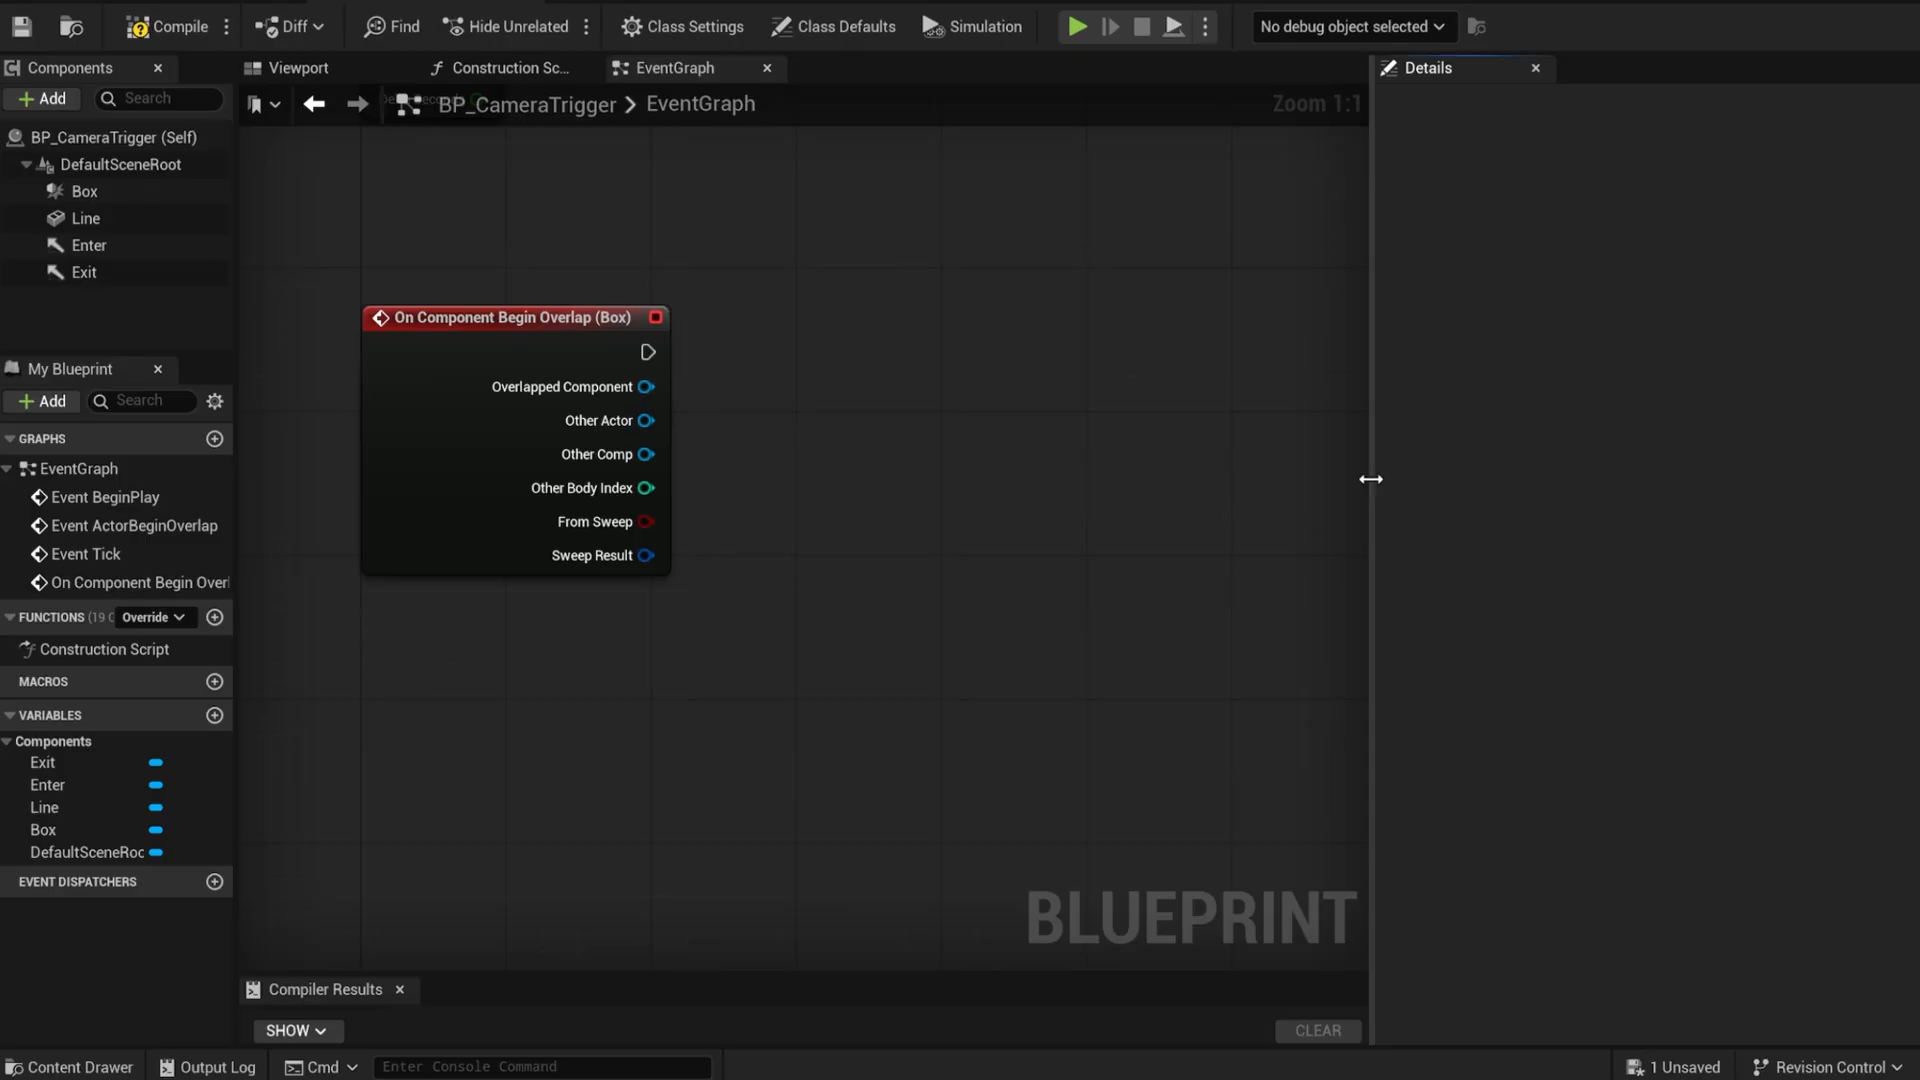 Compile
Diff
Find
Hide Unrelated
Class Settings
Class Defaults
Simulation
No debug object selected
Components
Viewport
Construction Sc...
EventGraph
Details
Add
Search
BP_CameraTrigger > EventGraph
Zoom 1:1
BP_CameraTrigger (Self)
DefaultSceneRoot
Box
Line
Enter
Exit
On Component Begin Overlap (Box)
Overlapped Component
Other Actor
Other Comp
Other Body Index
From Sweep
Sweep Result
My Blueprint
Add
Search
GRAPHS
EventGraph
Event BeginPlay
Event ActorBeginOverlap
Event Tick
On Component Begin Over
FUNCTIONS (19 O
Override
Construction Script
MACROS
VARIABLES
Components
Exit
Enter
Line
Box
DefaultSceneRoo
EVENT DISPATCHERS
BLUEPRINT
Compiler Results
SHOW
CLEAR
Content Drawer
Output Log
Cmd
Enter Console Command
1 Unsaved
Revision Control